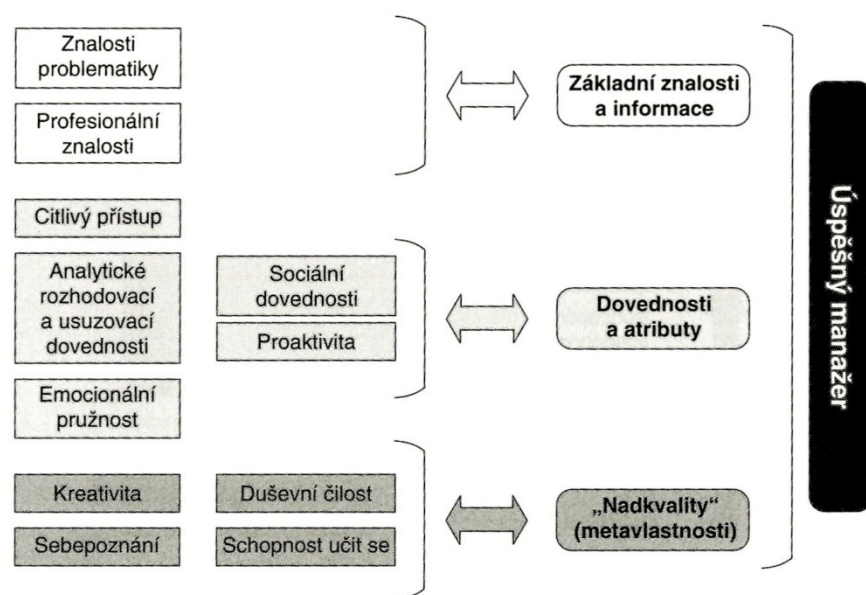 Znalosti
problematiky
Profesionální
znalosti
Základní znalosti
a informace
Citlivý přístup
Analytické
rozhodovací
a usuzovací
dovednosti
Sociální
dovednosti
Proaktivita
Emocionální
pružnost
Dovednosti
a atributy
Kreativita
Duševní čilost
Sebepoznání
Schopnost učit se
„Nadkvality“
(metavlastnosti)
Úspěšný manažer